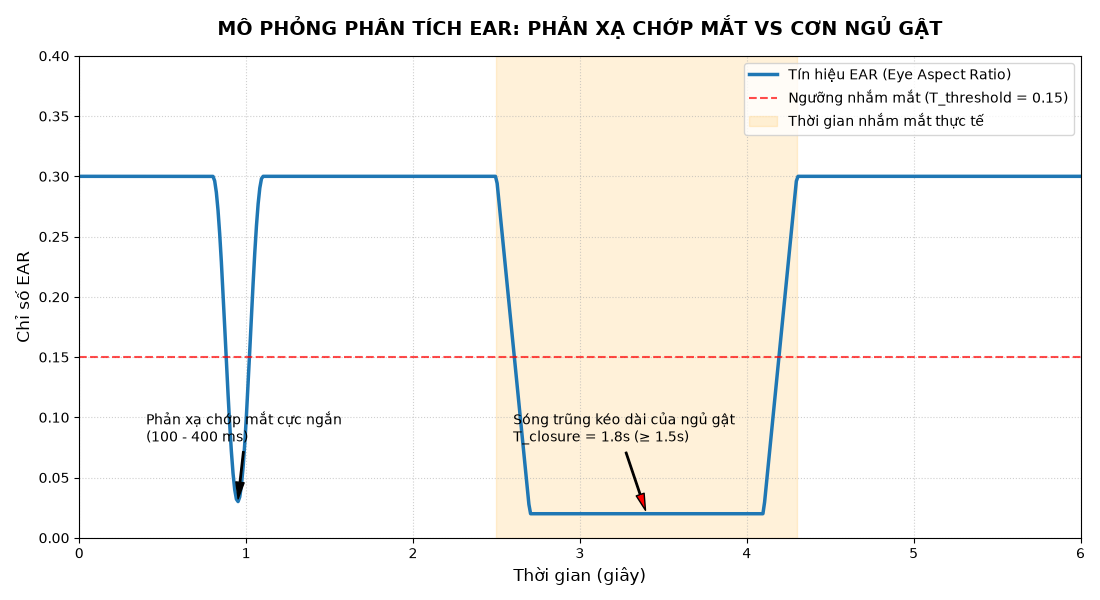 MÔ PHỎNG PHÂN TÍCH EAR: PHẢN XẠ CHỚP MẮT VS CƠN NGỦ GẬT
Tín hiệu EAR (Eye Aspect Ratio)
Ngưỡng nhắm mắt (T_threshold = 0.15)
Thời gian nhắm mắt thực tế
Chỉ số EAR
0.40
0.35
0.30
0.25
0.20
0.15
0.10
0.05
0.00
Phản xạ chớp mắt cực ngắn
(100 - 400 ms)
Sóng trũng kéo dài của ngủ gật
T_closure = 1.8s (≥ 1.5s)
0 1 2 3 4 5 6
Thời gian (giây)